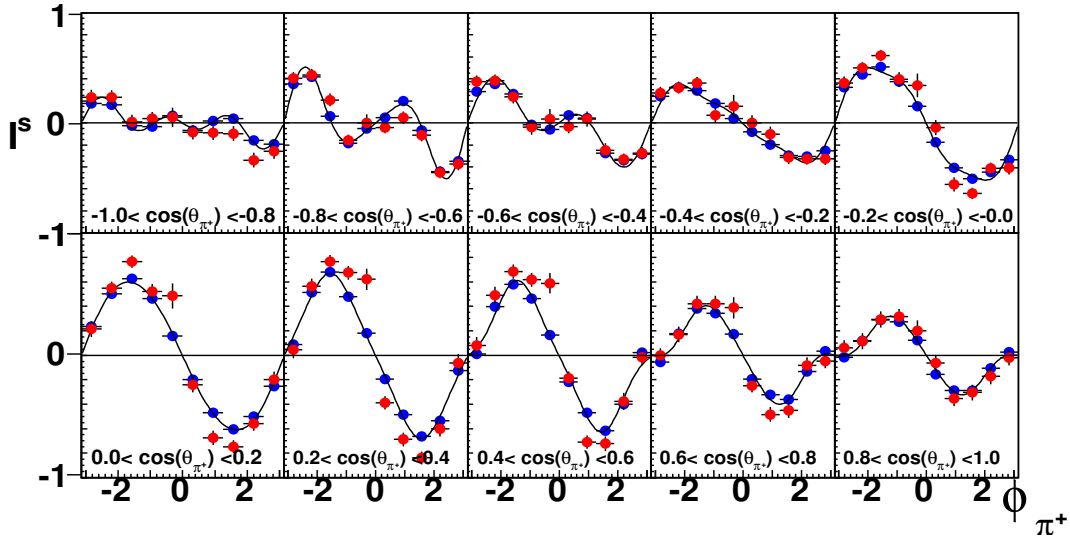 1
I^s
0
-1.0< cos(θ_π+) <-0.8
-0.8< cos(θ_π+) <-0.6
-0.6< cos(θ_π+) <-0.4
-0.4< cos(θ_π+) <-0.2
-0.2< cos(θ_π+) <-0.0
-1
0
0.0< cos(θ_π+) <0.2
0.2< cos(θ_π+) <0.4
0.4< cos(θ_π+) <0.6
0.6< cos(θ_π+) <0.8
0.8< cos(θ_π+) <1.0
-1
-2 0 2 -2 0 2 -2 0 2 -2 0 2 -2 0 2
φ π+